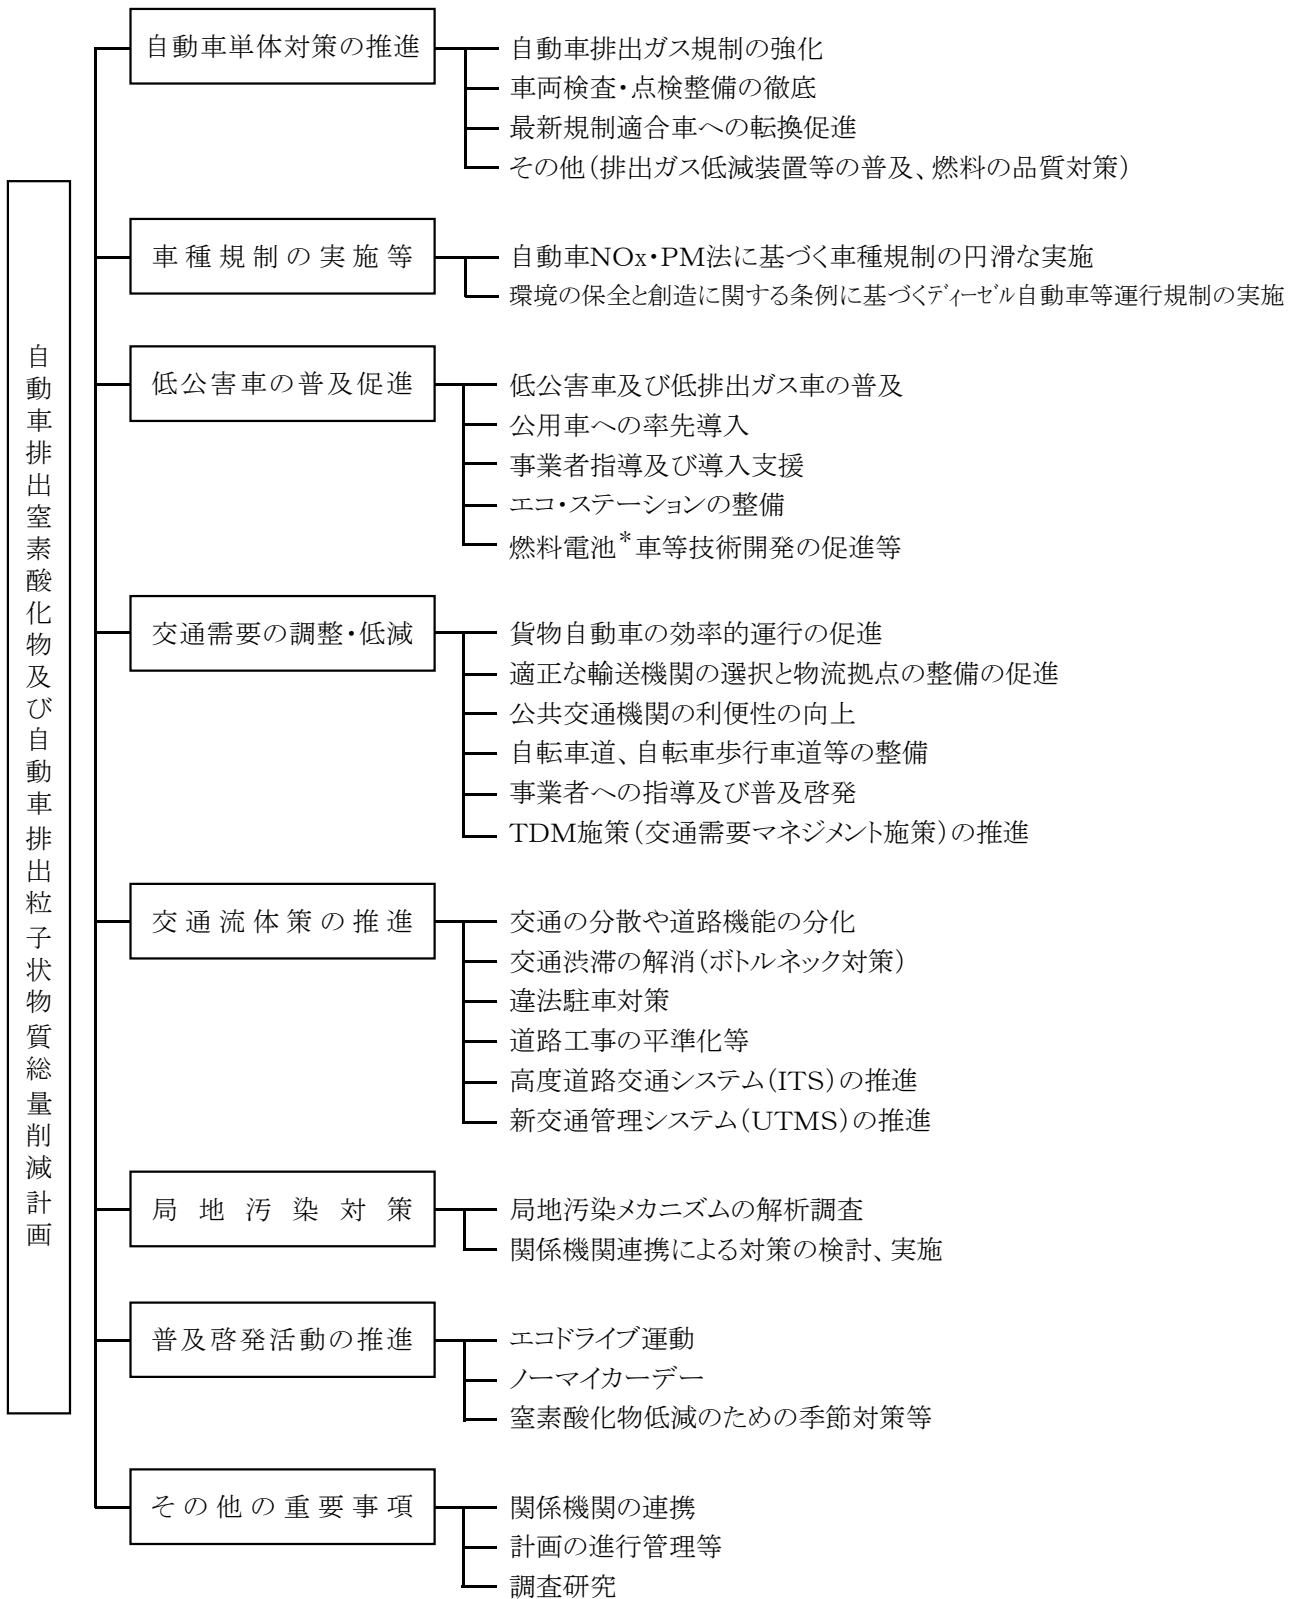 自動車排出窒素酸化物及び自動車排出粒子状物質総量削減計画
自動車単体対策の推進
自動車排出ガス規制の強化
車両検査・点検整備の徹底
最新規制適合車への転換促進
その他（排出ガス低減装置等の普及、燃料の品質対策）
車種規制の実施等
自動車NOx・PM法に基づく車種規制の円滑な実施
環境の保全と創造に関する条例に基づくディーゼル自動車等運行規制の実施
低公害車の普及促進
低公害車及び低排出ガス車の普及
公用車への率先導入
事業者指導及び導入支援
エコ・ステーションの整備
燃料電池＊車等技術開発の促進等
交通需要の調整・低減
貨物自動車の効率的運行の促進
適正な輸送機関の選択と物流拠点の整備の促進
公共交通機関の利便性の向上
自転車道、自転車歩行車道等の整備
事業者への指導及び普及啓発
TDM施策（交通需要マネジメント施策）の推進
交通流体策の推進
交通の分散や道路機能の分化
交通渋滞の解消（ボトルネック対策）
違法駐車対策
道路工事の平準化等
高度道路交通システム（ITS）の推進
新交通管理システム（UTMS）の推進
局地汚染対策
局地汚染メカニズムの解析調査
関係機関連携による対策の検討、実施
普及啓発活動の推進
エコドライブ運動
ノーマイカーデー
窒素酸化物低減のための季節対策等
その他の重要事項
関係機関の連携
計画の進行管理等
調査研究